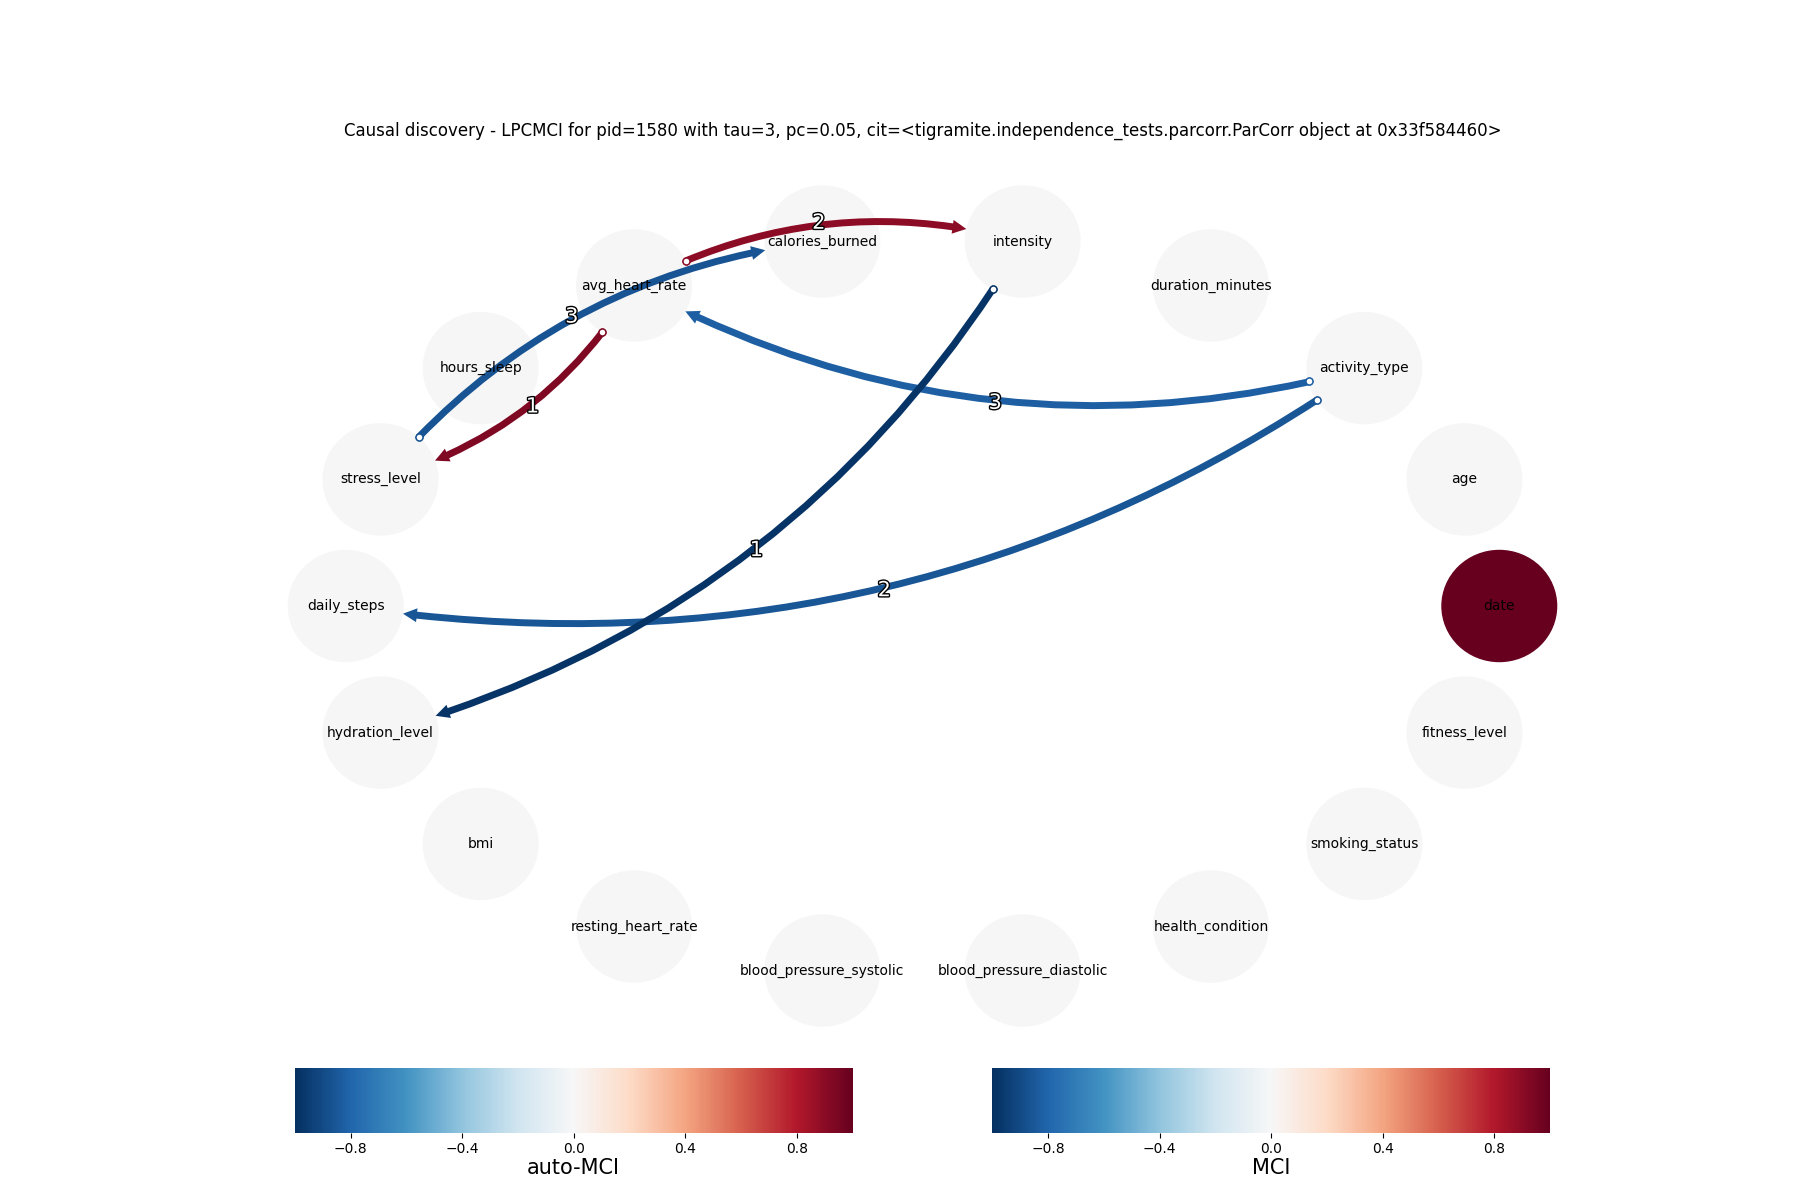 Causal discovery - LPCMCI for pid=1580 with tau=3, pc=0.05, cit=<tigramite.independence_tests.parcorr.ParCorr object at 0x33f584460>
2
calories_burned
intensity
avg_heart_rate
duration_minutes
3
hours_sleep
activity_type
1
3
stress_level
age
1
2
daily_steps
date
hydration_level
fitness_level
bmi
smoking_status
resting_heart_rate
health_condition
blood_pressure_systolic
blood_pressure_diastolic
−0.8 −0.4 0.0 0.4 0.8
auto-MCI
−0.8 −0.4 0.0 0.4 0.8
MCI